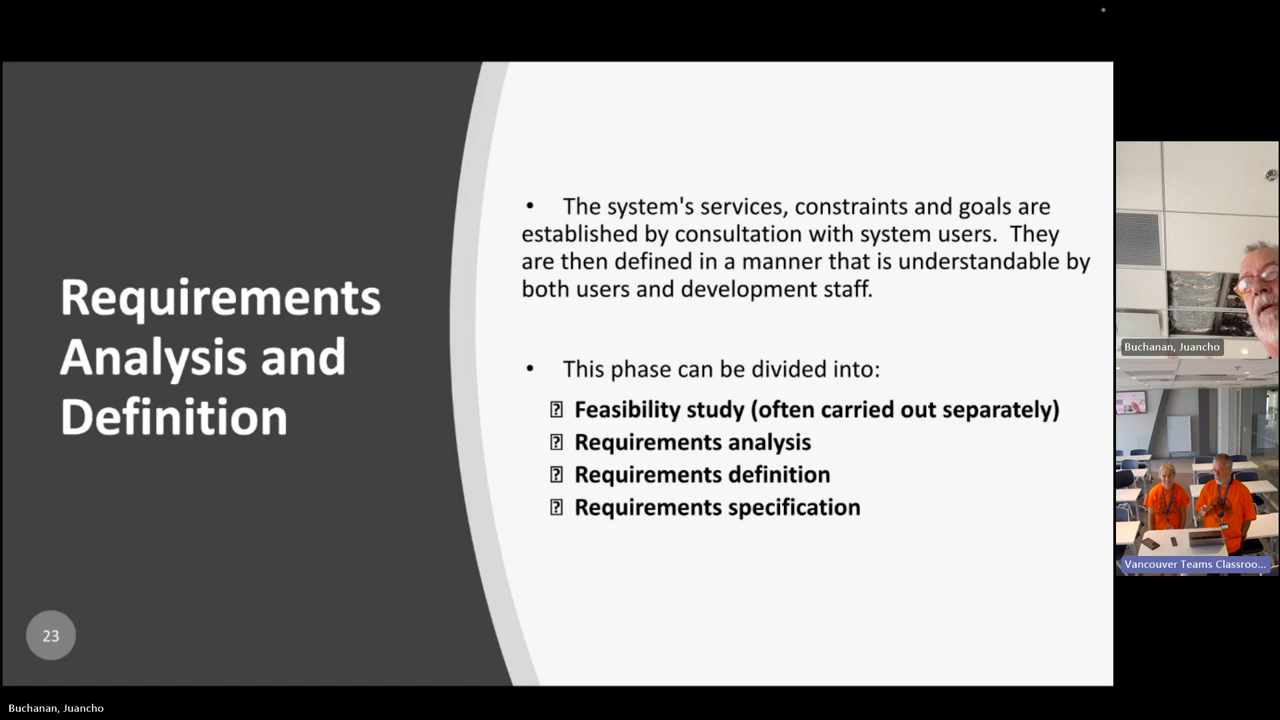 Requirements
Analysis and
Definition
23
• The system's services, constraints and goals are
established by consultation with system users. They
are then defined in a manner that is understandable by
both users and development staff.
• This phase can be divided into:
Feasibility study (often carried out separately)
Requirements analysis
Requirements definition
Requirements specification
Buchanan, Juancho
Vancouver Teams Classroo...
Buchanan, Juancho